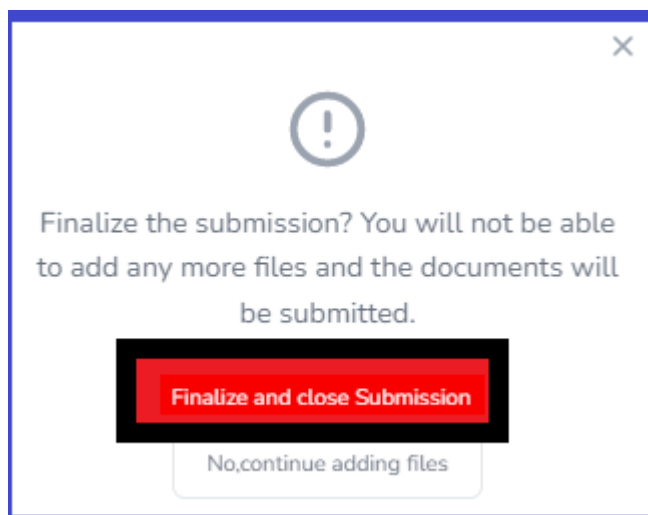 Finalize the submission? You will not be able
to add any more files and the documents will
be submitted.
Finalize and close Submission
No,continue adding files